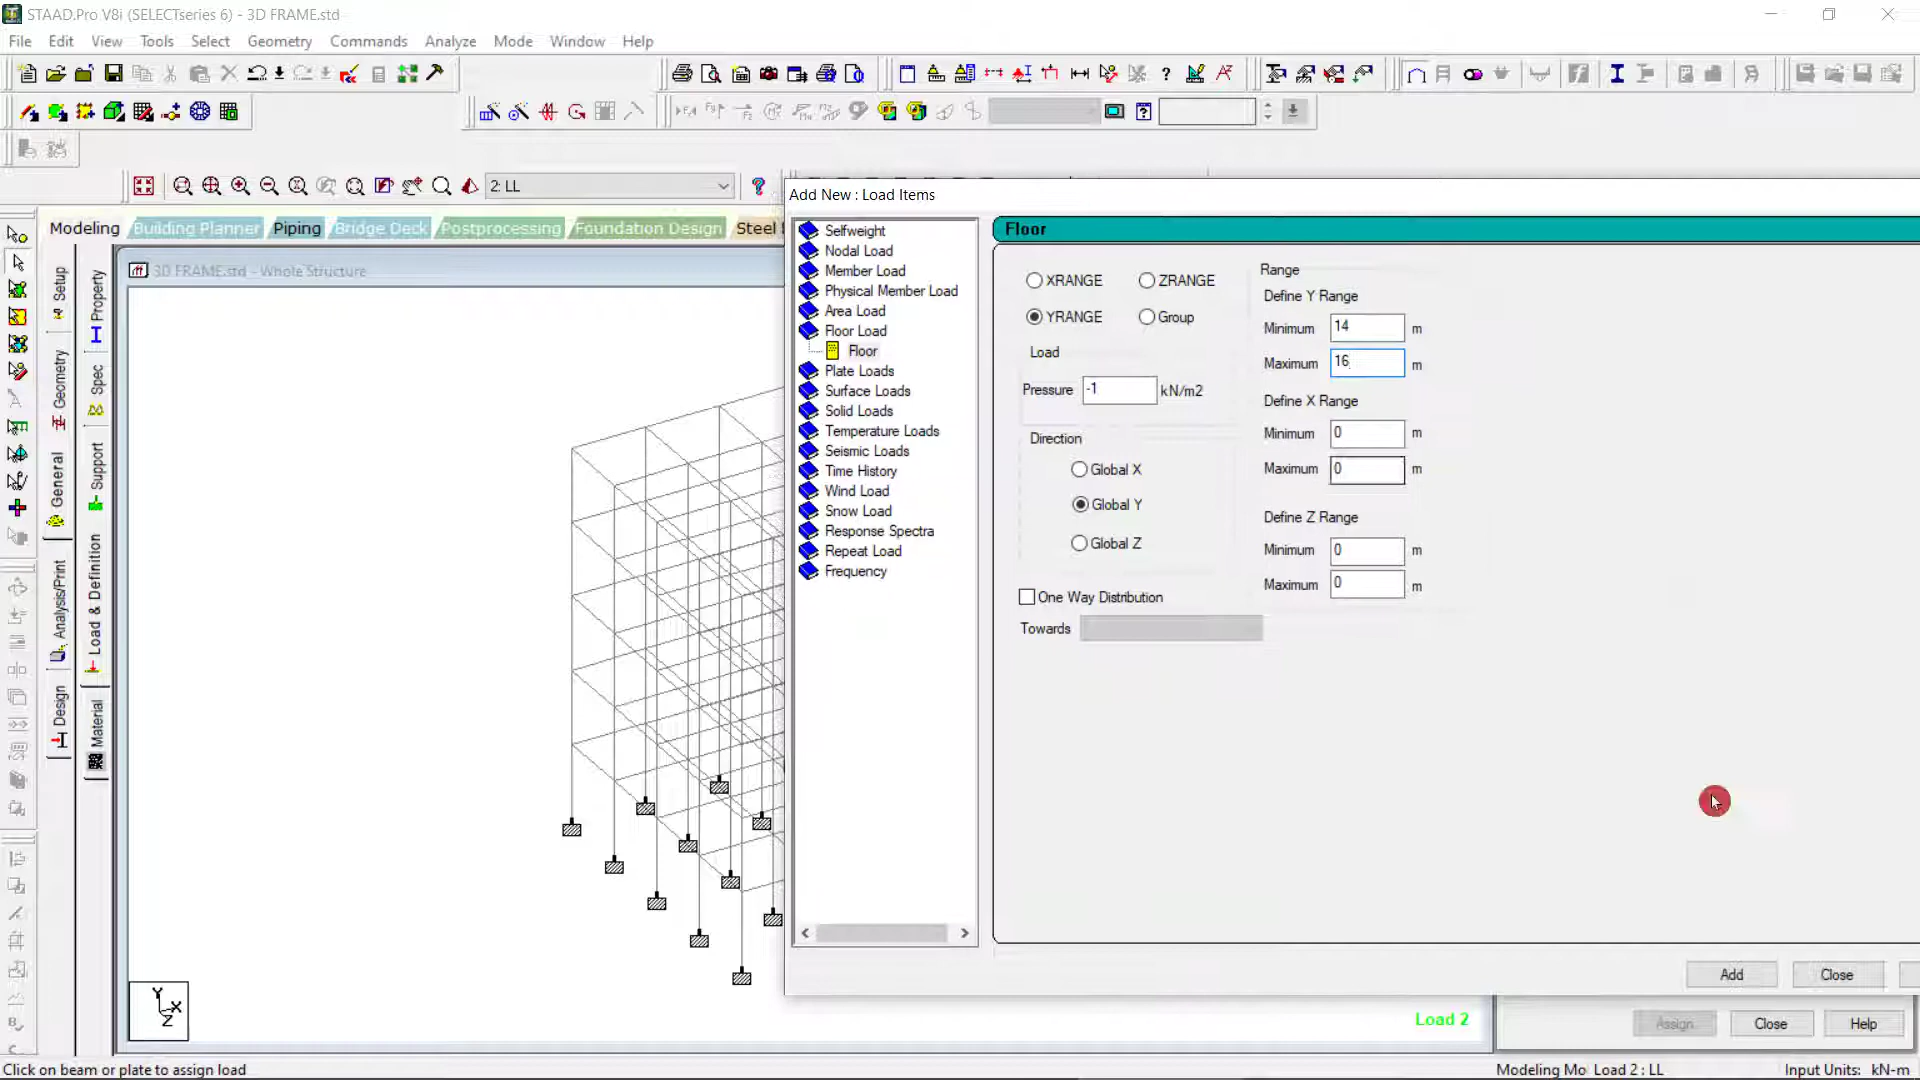 STAAD.Pro V8i (SELECTseries 6) - 3D FRAME.std
File Edit View Tools Select Geometry Commands Analyze Mode Window Help
2: LL
Modeling Building Planner Piping Bridge Deck Postprocessing Foundation Design Steel
3D FRAME.std - Whole Structure
Setup
Geometry
General
Analysis/Print
Design
Property
Spec
Support
Load & Definition
Material
Add New : Load Items
Selfweight
Nodal Load
Member Load
Physical Member Load
Area Load
Floor Load
Floor
Plate Loads
Surface Loads
Solid Loads
Temperature Loads
Seismic Loads
Time History
Wind Load
Snow Load
Response Spectra
Repeat Load
Frequency
Floor
XRANGE ZRANGE
YRANGE Group
Load
Pressure -1 kN/m2
Direction
Global X
Global Y
Global Z
One Way Distribution
Towards
Range
Define Y Range
Minimum 14 m
Maximum 16 m
Define X Range
Minimum 0 m
Maximum 0 m
Define Z Range
Minimum 0 m
Maximum 0 m
Add Close
Y
X
Z
Load 2
Assign Close Help
Click on beam or plate to assign load
Modeling Mo Load 2 : LL Input Units: kN-m